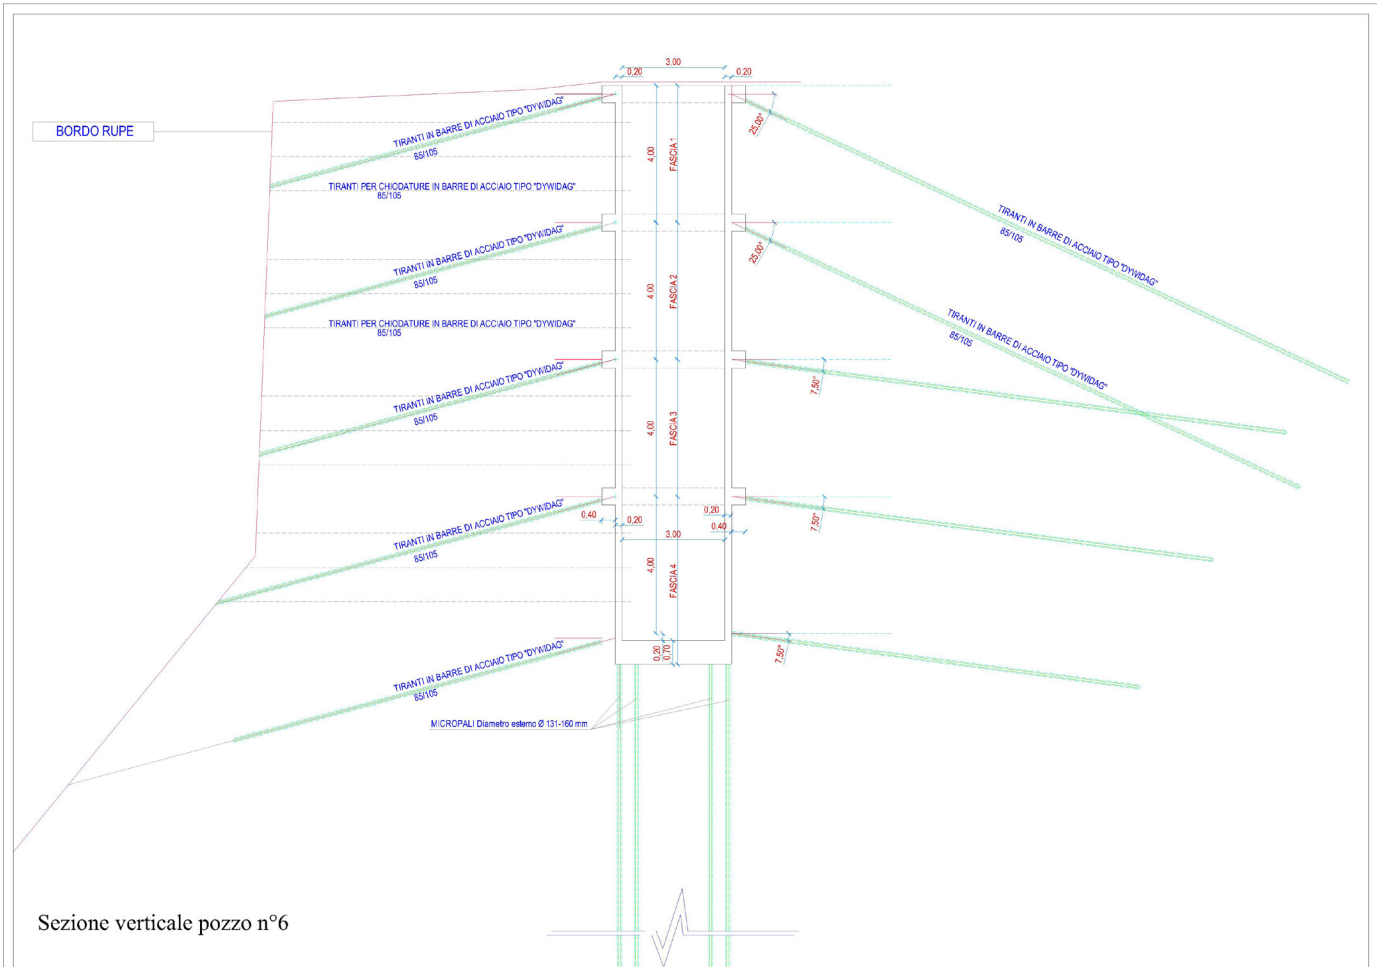 3.00
0,20
0,20
BORDO RUPE
TIRANTI IN BARRE DI ACCIAIO TIPO "DYWIDAG"
85/105
25.00°
4,00
FASCIA 1
TIRANTI PER CHIODATURE IN BARRE DI ACCIAIO TIPO "DYWIDAG"
85/105
TIRANTI IN BARRE DI ACCIAIO TIPO "DYWIDAG"
85/105
TIRANTI IN BARRE DI ACCIAIO TIPO "DYWIDAG"
85/105
25,00°
4,00
FASCIA 2
TIRANTI PER CHIODATURE IN BARRE DI ACCIAIO TIPO "DYWIDAG"
85/105
TIRANTI IN BARRE DI ACCIAIO TIPO "DYWIDAG"
85/105
TIRANTI IN BARRE DI ACCIAIO TIPO "DYWIDAG"
85/105
7,50°
4,00
FASCIA 3
0,40
0,20
0,20
0,40
3.00
7,50°
TIRANTI IN BARRE DI ACCIAIO TIPO "DYWIDAG"
85/105
4,00
FASCIA 4
0,20
0,70
7,50°
TIRANTI IN BARRE DI ACCIAIO TIPO "DYWIDAG"
85/105
MICROPALI Diametro esterno Ø 131-160 mm
Sezione verticale pozzo n°6